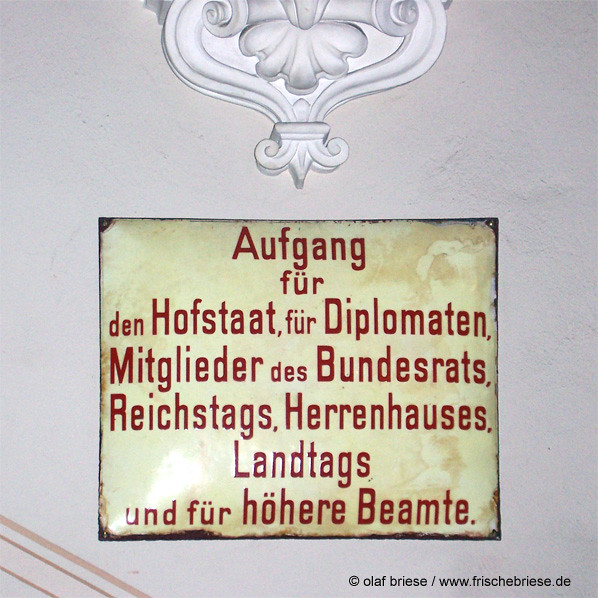 Aufgang
für
den Hofstaat, für Diplomaten,
Mitglieder des Bundesrats,
Reichstags, Herrenhauses,
Landtags
und für höhere Beamte.
© olaf briese / www.frischebriese.de